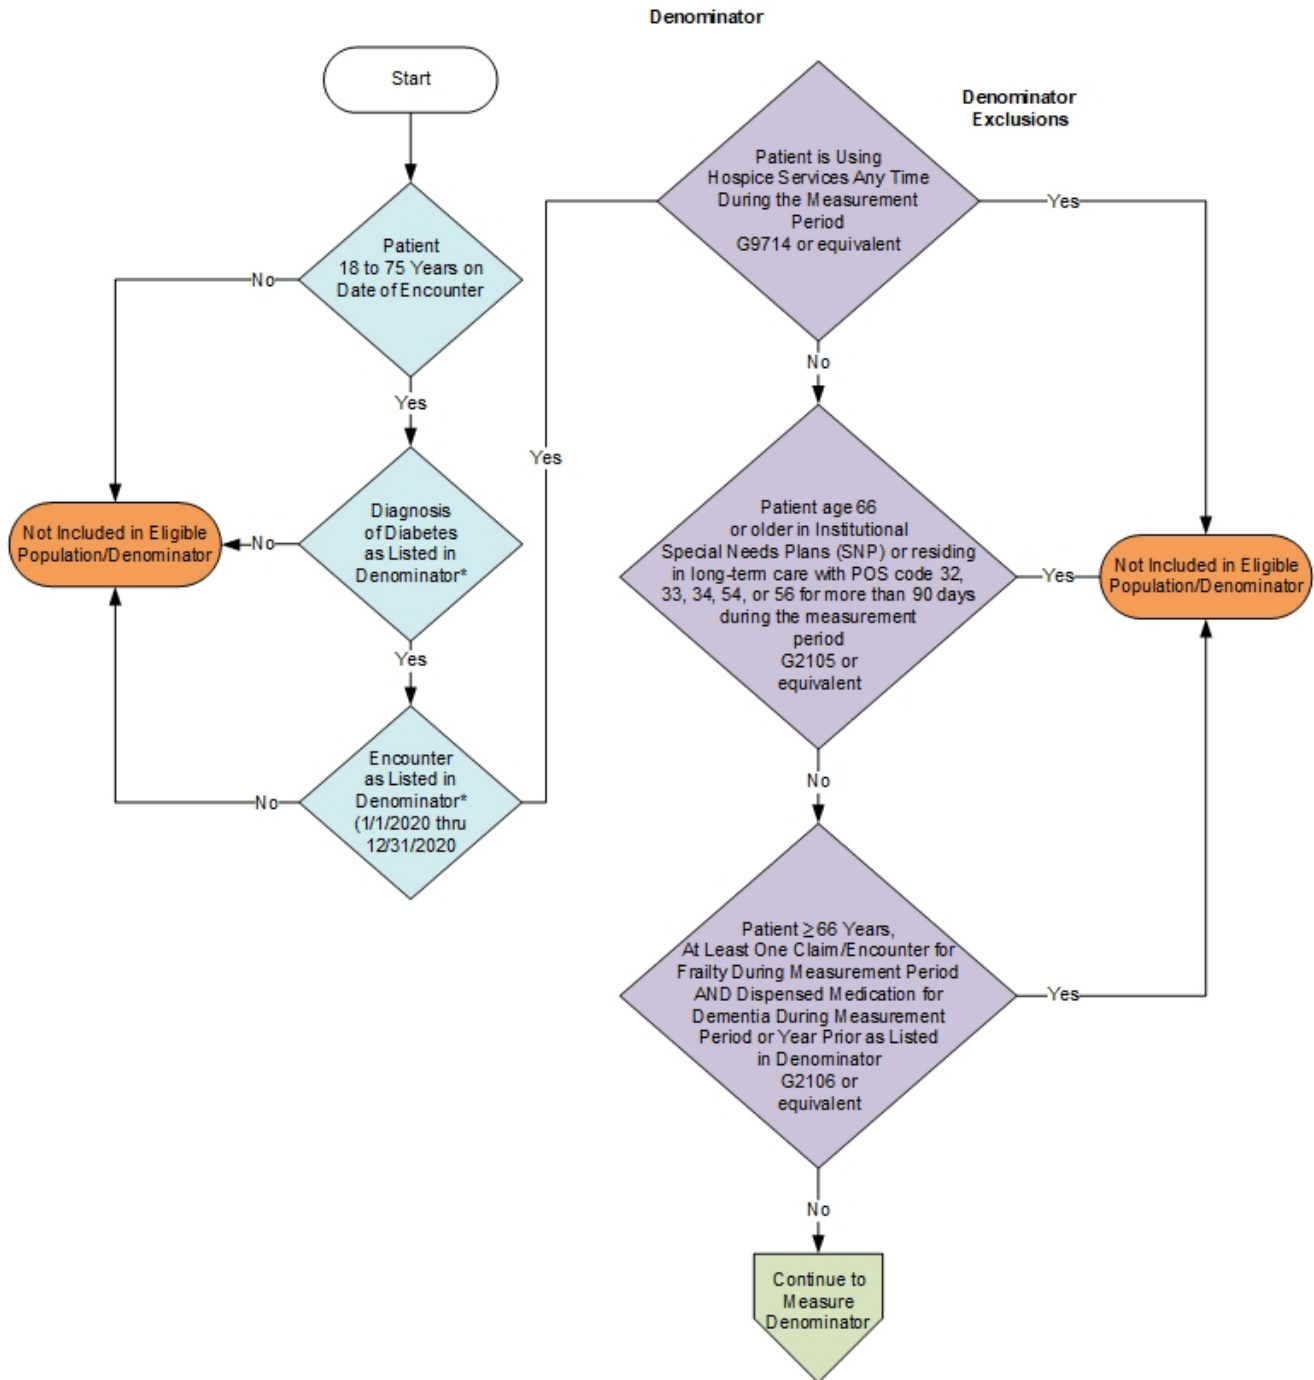 Denominator
Start
Patient
18 to 75 Years on
Date of Encounter
No
Yes
Diagnosis
of Diabetes
as Listed in
Denominator*
No
Not Included in Eligible
Population/Denominator
Yes
Encounter
as Listed in
Denominator*
(1/1/2020 thru
12/31/2020
No
Yes
Denominator
Exclusions
Patient is Using
Hospice Services Any Time
During the Measurement
Period
G9714 or equivalent
Yes
No
Patient age 66
or older in Institutional
Special Needs Plans (SNP) or residing
in long-term care with POS code 32,
33, 34, 54, or 56 for more than 90 days
during the measurement
period
G2105 or
equivalent
Yes
Not Included in Eligible
Population/Denominator
No
Patient ≥ 66 Years,
At Least One Claim/Encounter for
Frailty During Measurement Period
AND Dispensed Medication for
Dementia During Measurement
Period or Year Prior as Listed
in Denominator
G2106 or
equivalent
Yes
No
Continue to
Measure
Denominator